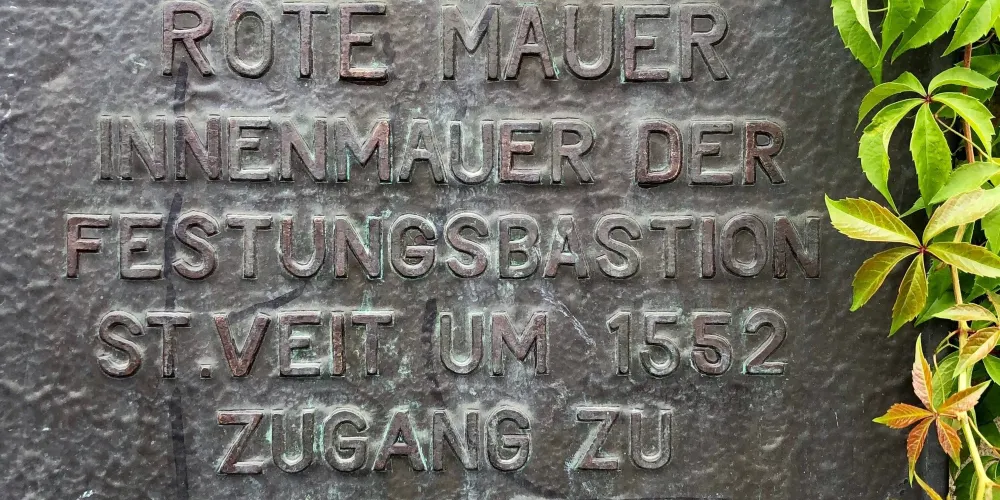 ROTE MAUER
INNENMAUER DER
FESTUNGSBASTION
ST. VEIT UM 1552
ZUGANG ZU